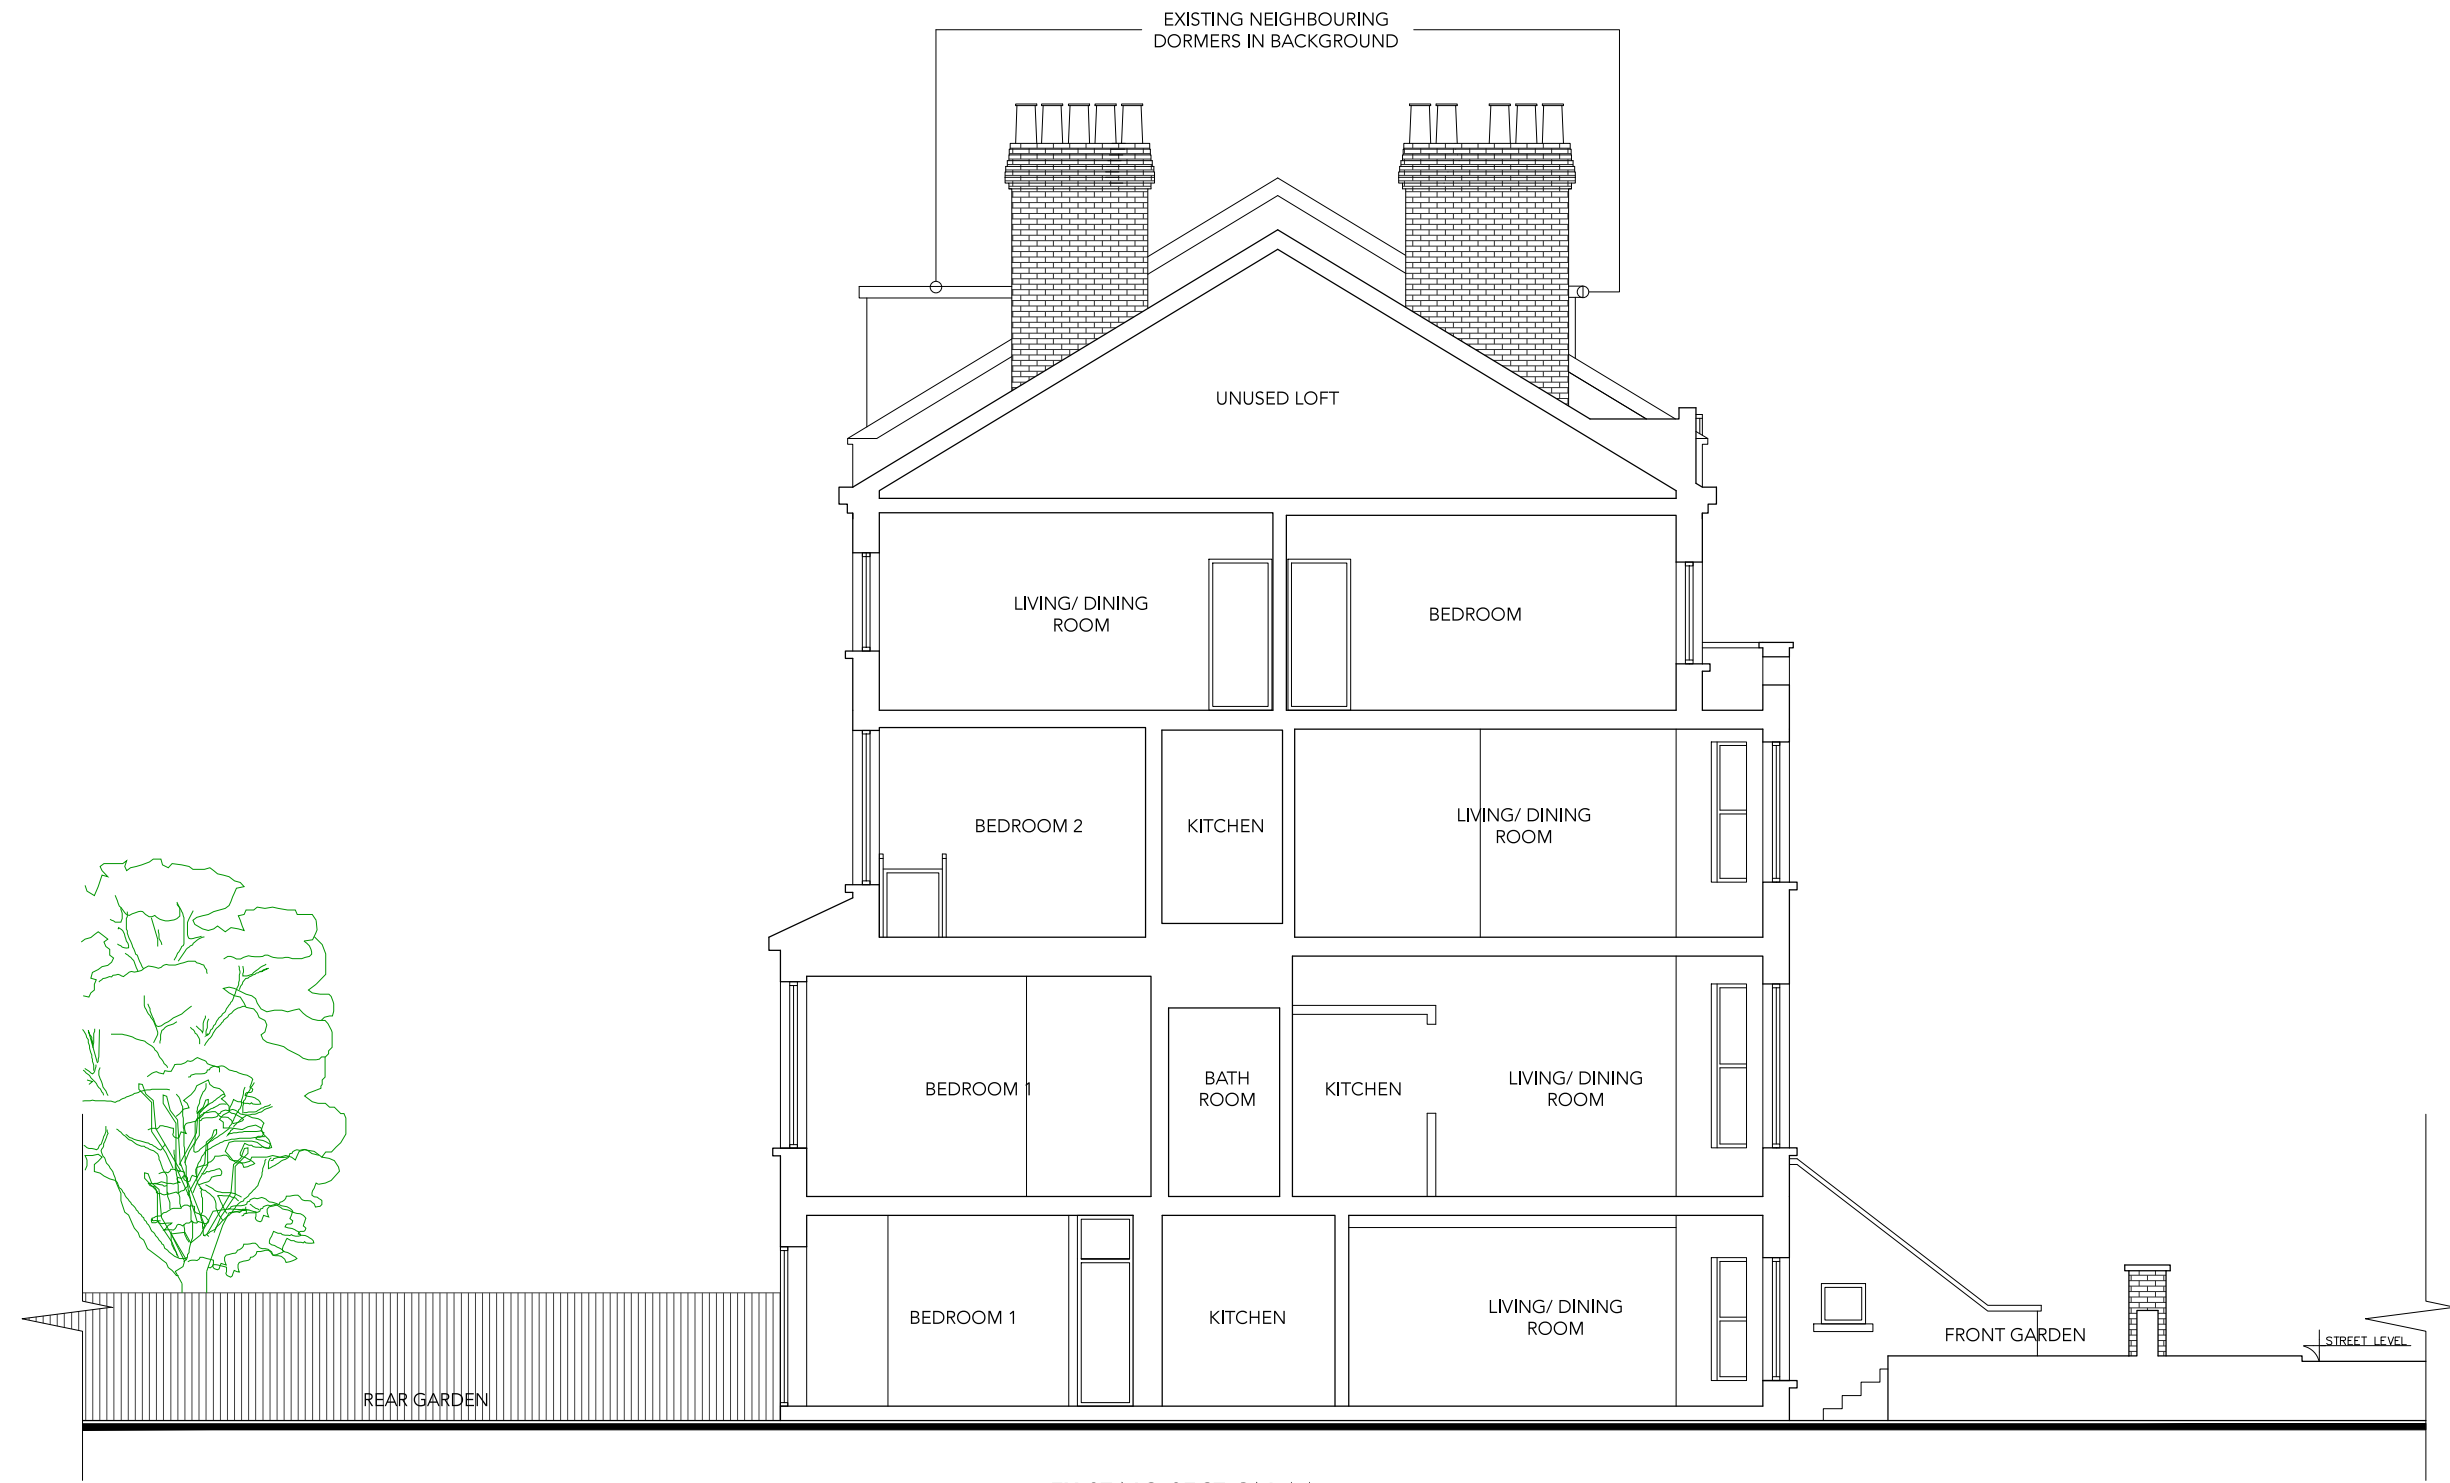 EXISTING NEIGHBOURING
DORMERS IN BACKGROUND
UNUSED LOFT
LIVING/ DINING
ROOM
BEDROOM
BEDROOM 2
KITCHEN
LIVING/ DINING
ROOM
BEDROOM 1
BATH
ROOM
KITCHEN
LIVING/ DINING
ROOM
BEDROOM 1
KITCHEN
LIVING/ DINING
ROOM
FRONT GARDEN
STREET LEVEL
REAR GARDEN